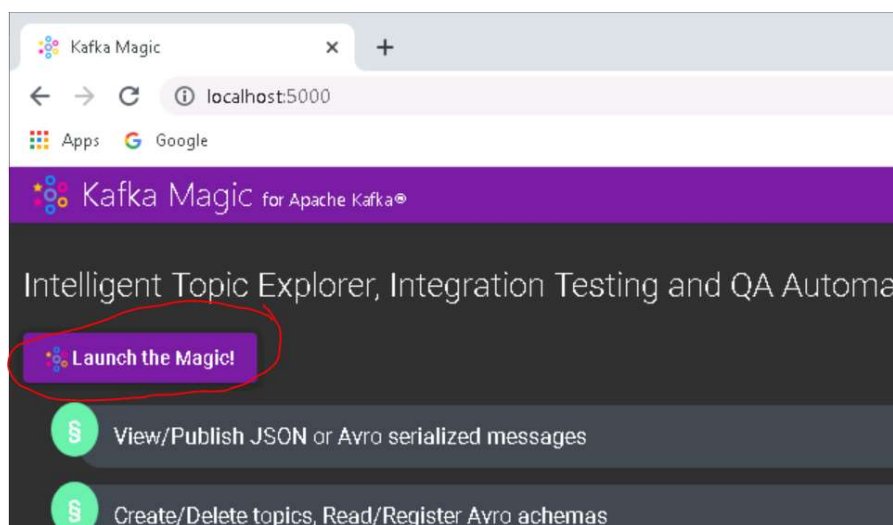 Kafka Magic
localhost:5000
Apps Google
Kafka Magic for Apache Kafka®
Intelligent Topic Explorer, Integration Testing and QA Automa
Launch the Magic!
§ View/Publish JSON or Avro serialized messages
§ Create/Delete topics, Read/Register Avro achemas